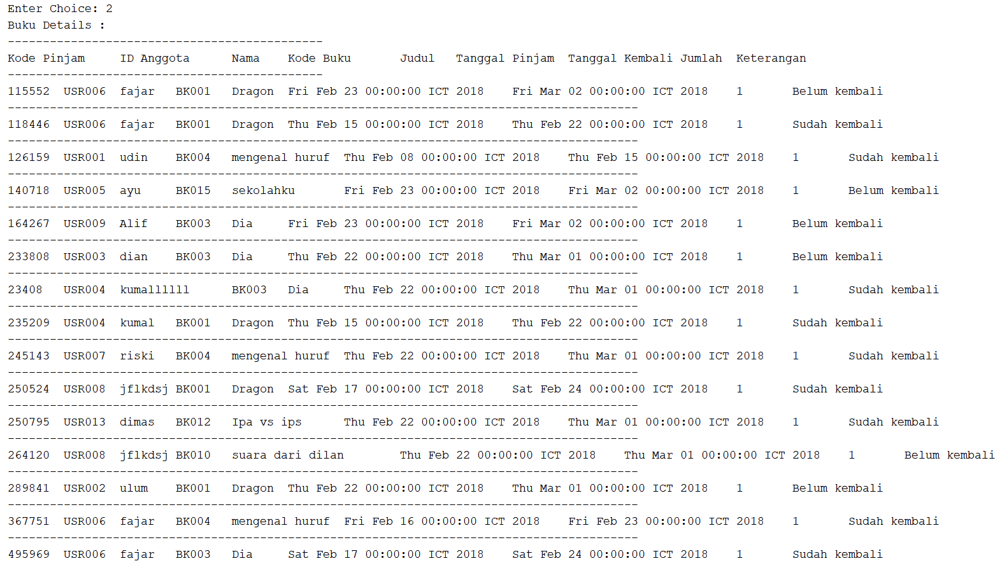 Enter Choice: 2
Buku Details :
---------------------------------------------
Kode Pinjam     ID Anggota      Nama    Kode Buku       Judul   Tanggal Pinjam  Tanggal Kembali Jumlah  Keterangan
---------------------------------------------
115552  USR006  fajar   BK001   Dragon  Fri Feb 23 00:00:00 ICT 2018    Fri Mar 02 00:00:00 ICT 2018    1       Belum kembali
------------------------------------------------------------------------------------------
118446  USR006  fajar   BK001   Dragon  Thu Feb 15 00:00:00 ICT 2018    Thu Feb 22 00:00:00 ICT 2018    1       Sudah kembali
------------------------------------------------------------------------------------------
126159  USR001  udin    BK004   mengenal huruf  Thu Feb 08 00:00:00 ICT 2018    Thu Feb 15 00:00:00 ICT 2018    1       Sudah kembali
------------------------------------------------------------------------------------------
140718  USR005  ayu     BK015   sekolahku       Fri Feb 23 00:00:00 ICT 2018    Fri Mar 02 00:00:00 ICT 2018    1       Belum kembali
------------------------------------------------------------------------------------------
164267  USR009  Alif    BK003   Dia     Fri Feb 23 00:00:00 ICT 2018    Fri Mar 02 00:00:00 ICT 2018    1       Belum kembali
------------------------------------------------------------------------------------------
233808  USR003  dian    BK003   Dia     Thu Feb 22 00:00:00 ICT 2018    Thu Mar 01 00:00:00 ICT 2018    1       Belum kembali
------------------------------------------------------------------------------------------
23408   USR004  kumallllll      BK003   Dia     Thu Feb 22 00:00:00 ICT 2018    Thu Mar 01 00:00:00 ICT 2018    1       Sudah kembali
------------------------------------------------------------------------------------------
235209  USR004  kumal   BK001   Dragon  Thu Feb 15 00:00:00 ICT 2018    Thu Feb 22 00:00:00 ICT 2018    1       Sudah kembali
------------------------------------------------------------------------------------------
245143  USR007  riski   BK004   mengenal huruf  Thu Feb 22 00:00:00 ICT 2018    Thu Mar 01 00:00:00 ICT 2018    1       Sudah kembali
------------------------------------------------------------------------------------------
250524  USR008  jflkdsj BK001   Dragon  Sat Feb 17 00:00:00 ICT 2018    Sat Feb 24 00:00:00 ICT 2018    1       Sudah kembali
------------------------------------------------------------------------------------------
250795  USR013  dimas   BK012   Ipa vs ips      Thu Feb 22 00:00:00 ICT 2018    Thu Mar 01 00:00:00 ICT 2018    1       Sudah kembali
------------------------------------------------------------------------------------------
264120  USR008  jflkdsj BK010   suara dari dilan        Thu Feb 22 00:00:00 ICT 2018    Thu Mar 01 00:00:00 ICT 2018    1       Belum kembali
------------------------------------------------------------------------------------------
289841  USR002  ulum    BK001   Dragon  Thu Feb 22 00:00:00 ICT 2018    Thu Mar 01 00:00:00 ICT 2018    1       Belum kembali
------------------------------------------------------------------------------------------
367751  USR006  fajar   BK004   mengenal huruf  Fri Feb 16 00:00:00 ICT 2018    Fri Feb 23 00:00:00 ICT 2018    1       Sudah kembali
------------------------------------------------------------------------------------------
495969  USR006  fajar   BK003   Dia     Sat Feb 17 00:00:00 ICT 2018    Sat Feb 24 00:00:00 ICT 2018    1       Sudah kembali